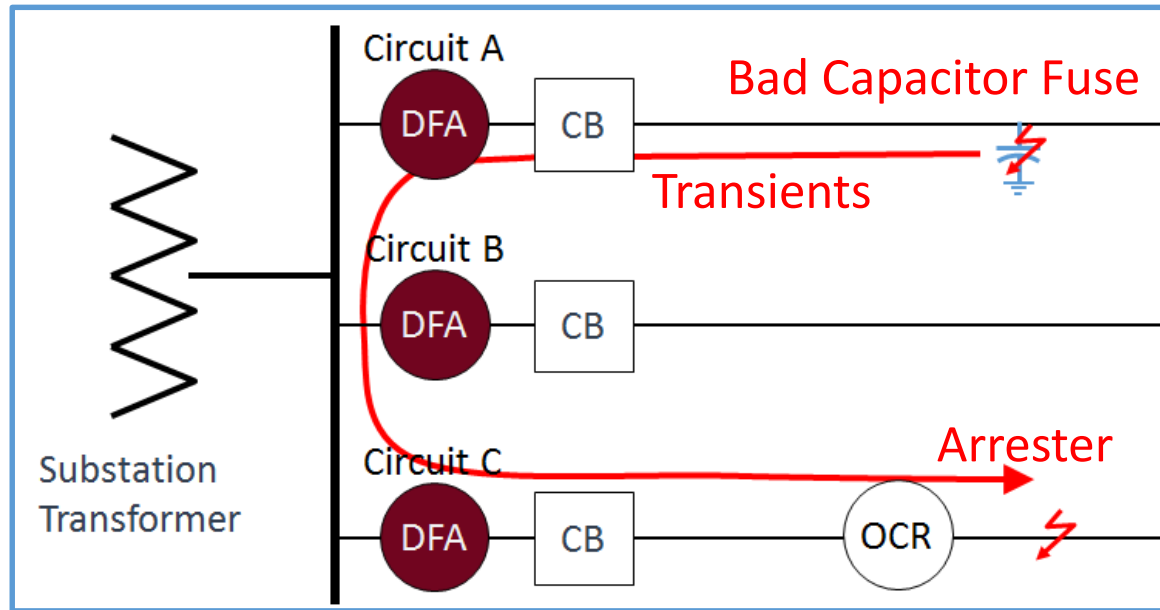 Circuit A
DFA
CB
Bad Capacitor Fuse
Transients
Circuit B
DFA
CB
Substation
Transformer
Circuit C
DFA
CB
OCR
Arrester